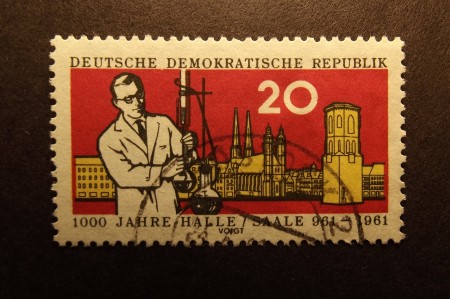 DEUTSCHE DEMOKRATISCHE REPUBLIK
20
1000 JAHRE HALLE / SAALE 961-1961
VOIGT